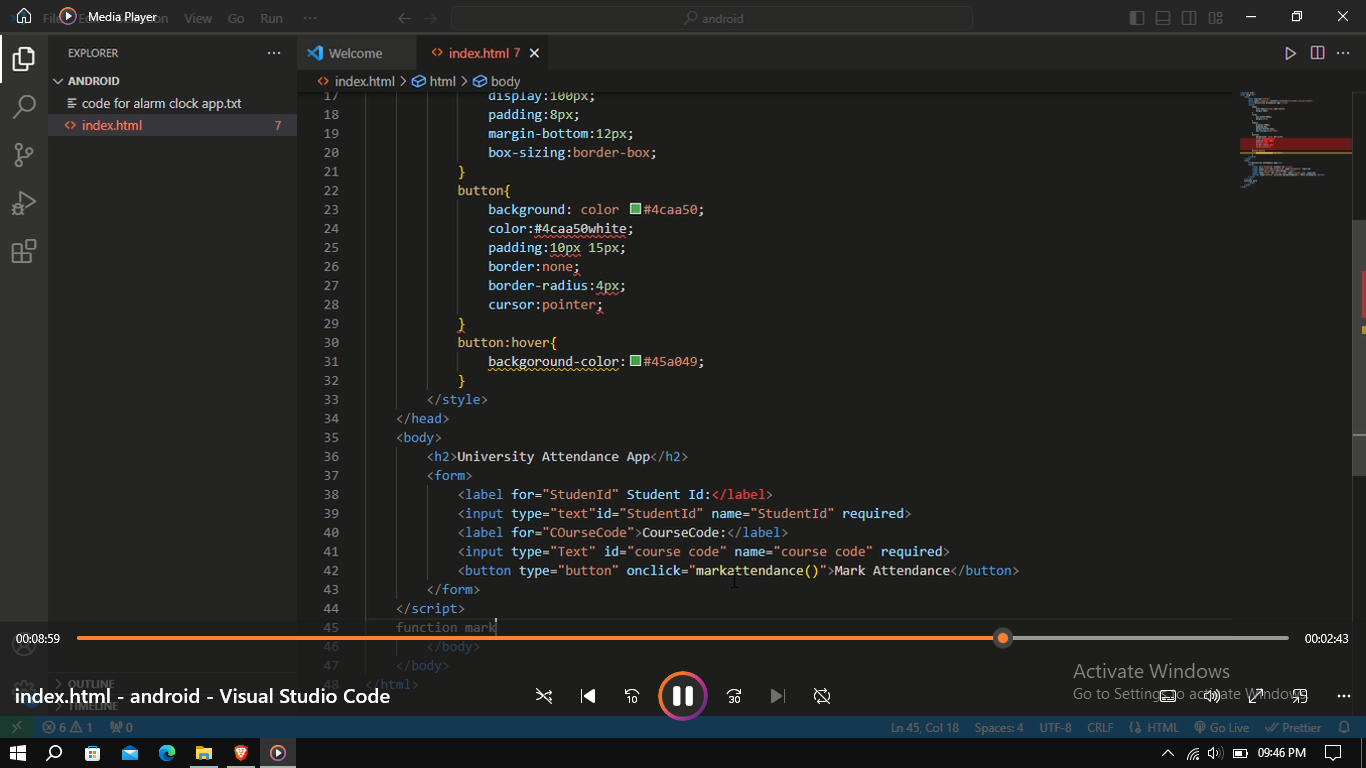 File Edit Selection View Go Run ···
Media Player
android
EXPLORER ···
Welcome
index.html 7
ANDROID
index.html > html > body
code for alarm clock app.txt
index.html 7
17 display:100px;
18 padding:8px;
19 margin-bottom:12px;
20 box-sizing:border-box;
21 }
22 button{
23 background: color #4caa50;
24 color:#4caa50white;
25 padding:10px 15px;
26 border:none;
27 border-radius:4px;
28 cursor:pointer;
29 }
30 button:hover{
31 backgoround-color:#45a049;
32 }
33 </style>
34 </head>
35 <body>
36 <h2>University Attendance App</h2>
37 <form>
38 <label for="StudenId" Student Id:</label>
39 <input type="text"id="StudentId" name="StudentId" required>
40 <label for="COurseCode">CourseCode:</label>
41 <input type="Text" id="course code" name="course code" required>
42 <button type="button" onclick="markattendance()">Mark Attendance</button>
43 </form>
44 </script>
45 function mark
46 </body>
47 </body>
48 </html>
00:08:59
00:02:43
OUTLINE
TIMELINE
index.html - android - Visual Studio Code
10
30
Activate Windows
Go to Settings to activate Windows.
6 1 0
Ln 45, Col 18 Spaces: 4 UTF-8 CRLF {} HTML Go Live Prettier
09:46 PM